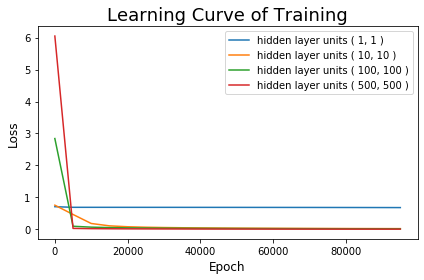 Learning Curve of Training
hidden layer units ( 1, 1 )
hidden layer units ( 10, 10 )
hidden layer units ( 100, 100 )
hidden layer units ( 500, 500 )
6
5
4
3
2
1
0
Loss
0 20000 40000 60000 80000
Epoch